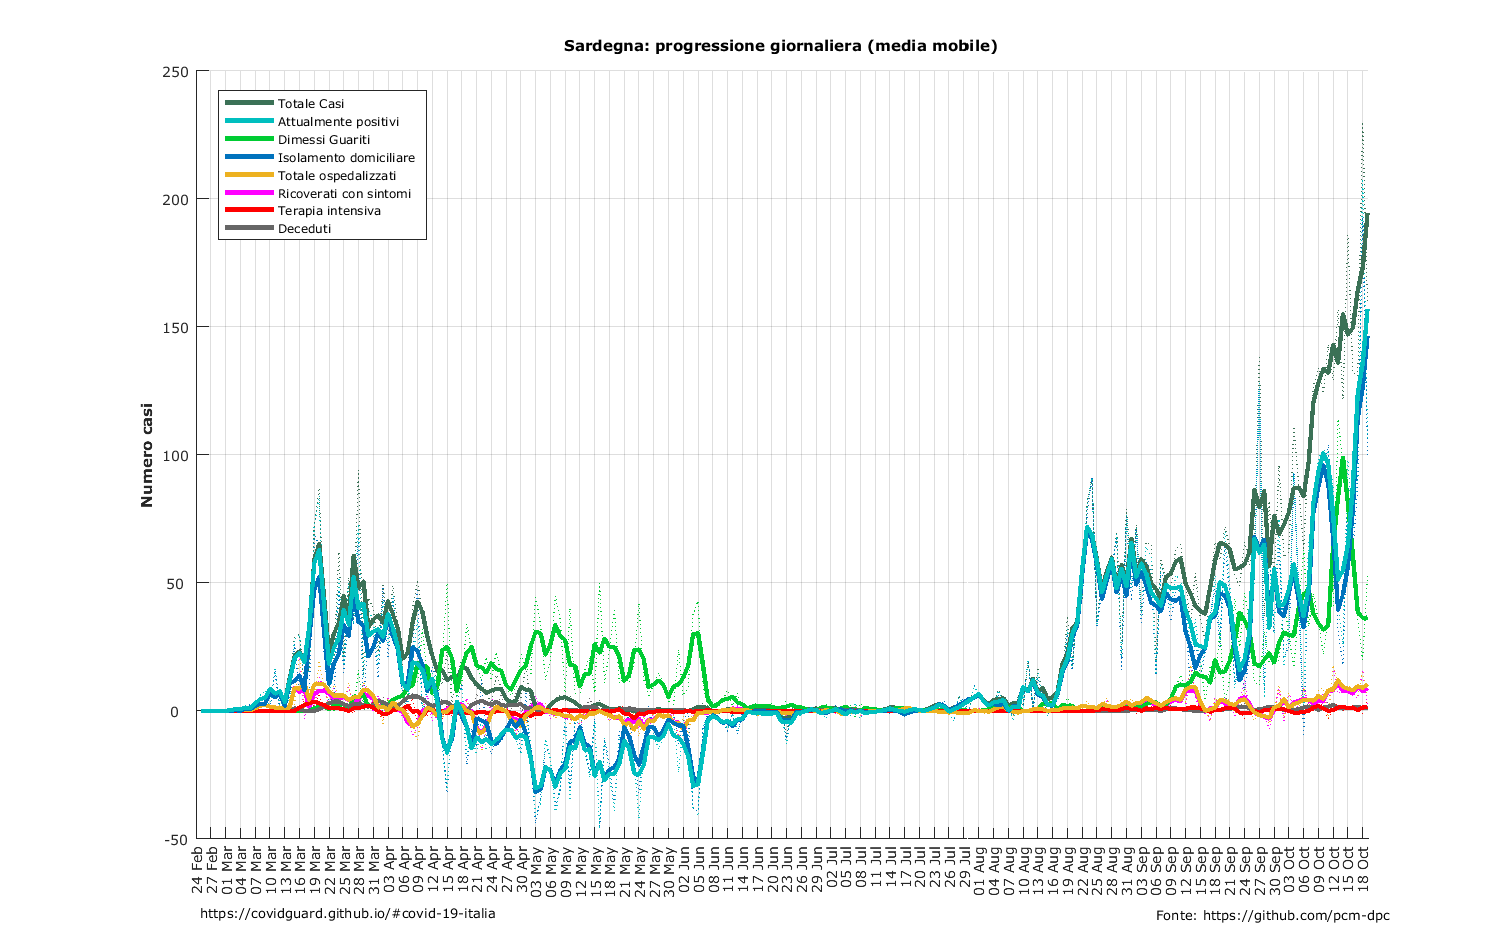 Sardegna: progressione giornaliera (media mobile)
Numero casi
250
200
150
100
50
0
-50
Totale Casi
Attualmente positivi
Dimessi Guariti
Isolamento domiciliare
Totale ospedalizzati
Ricoverati con sintomi
Terapia intensiva
Deceduti
24 Feb
27 Feb
01 Mar
04 Mar
07 Mar
10 Mar
13 Mar
16 Mar
19 Mar
22 Mar
25 Mar
28 Mar
31 Mar
03 Apr
06 Apr
09 Apr
12 Apr
15 Apr
18 Apr
21 Apr
24 Apr
27 Apr
30 Apr
03 May
06 May
09 May
12 May
15 May
18 May
21 May
24 May
27 May
30 May
02 Jun
05 Jun
08 Jun
11 Jun
14 Jun
17 Jun
20 Jun
23 Jun
26 Jun
29 Jun
02 Jul
05 Jul
08 Jul
11 Jul
14 Jul
17 Jul
20 Jul
23 Jul
26 Jul
29 Jul
01 Aug
04 Aug
07 Aug
10 Aug
13 Aug
16 Aug
19 Aug
22 Aug
25 Aug
28 Aug
31 Aug
03 Sep
06 Sep
09 Sep
12 Sep
15 Sep
18 Sep
21 Sep
24 Sep
27 Sep
30 Sep
03 Oct
06 Oct
09 Oct
12 Oct
15 Oct
18 Oct
https://covidguard.github.io/#covid-19-italia
Fonte: https://github.com/pcm-dpc